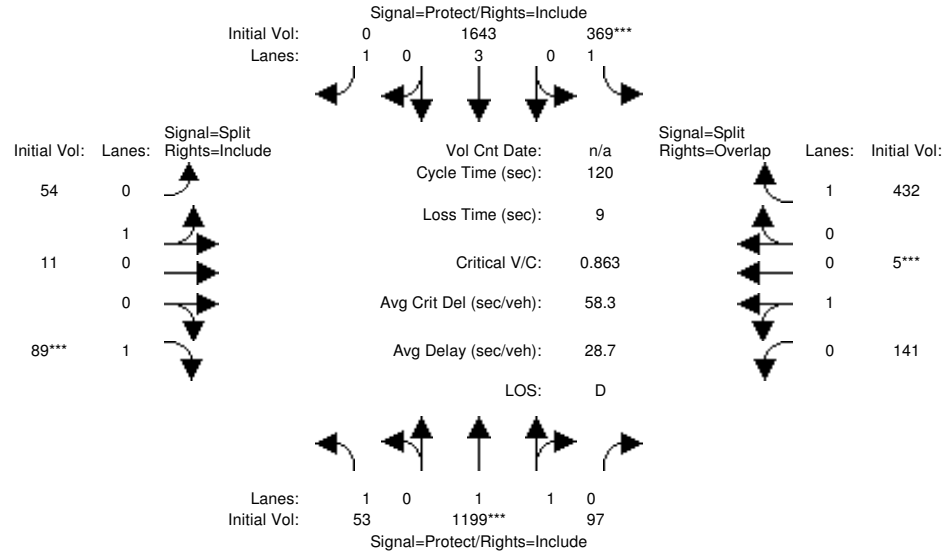 Signal=Protect/Rights=Include
Initial Vol: 0 1643 369***
Lanes: 1 0 3 0 1
Signal=Split Signal=Split
Initial Vol: Lanes: Rights=Include Vol Cnt Date: n/a Rights=Overlap Lanes: Initial Vol:
Cycle Time (sec): 120
54 0 1 432
Loss Time (sec): 9
1 0
11 0 Critical V/C: 0.863 0 5***
0 Avg Crit Del (sec/veh): 58.3 1
89*** 1 Avg Delay (sec/veh): 28.7 0 141
LOS: D
Lanes: 1 0 1 1 0
Initial Vol: 53 1199*** 97
Signal=Protect/Rights=Include